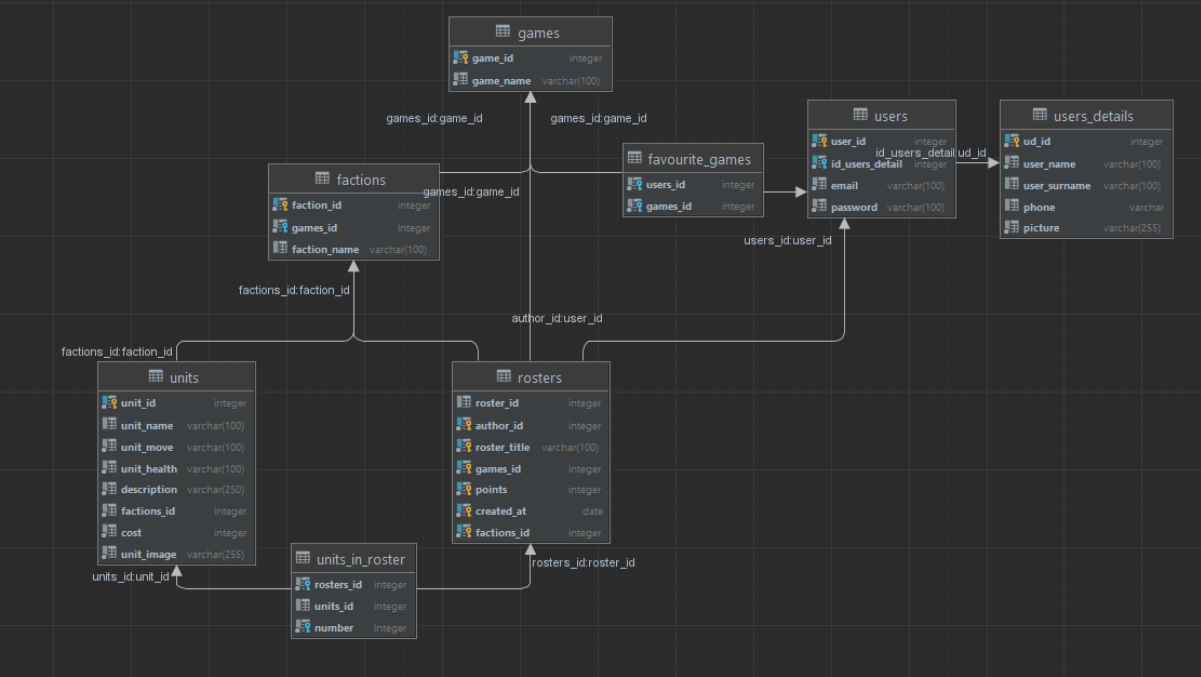 games
game_id integer
game_name varchar(100)
games_id:game_id
games_id:game_id
users
user_id integer
id_users_detail integer
email varchar(100)
password varchar(100)
id_users_detail:ud_id
users_details
ud_id integer
user_name varchar(100)
user_surname varchar(100)
phone varchar
picture varchar(255)
favourite_games
users_id integer
games_id integer
factions
faction_id integer
games_id integer
faction_name varchar(100)
games_id:game_id
users_id:user_id
factions_id:faction_id
author_id:user_id
factions_id:faction_id
units
unit_id integer
unit_name varchar(100)
unit_move varchar(100)
unit_health varchar(100)
description varchar(250)
factions_id integer
cost integer
unit_image varchar(255)
rosters
roster_id integer
author_id integer
roster_title varchar(100)
games_id integer
points integer
created_at date
factions_id integer
units_in_roster
rosters_id integer
units_id integer
number integer
rosters_id:roster_id
units_id:unit_id